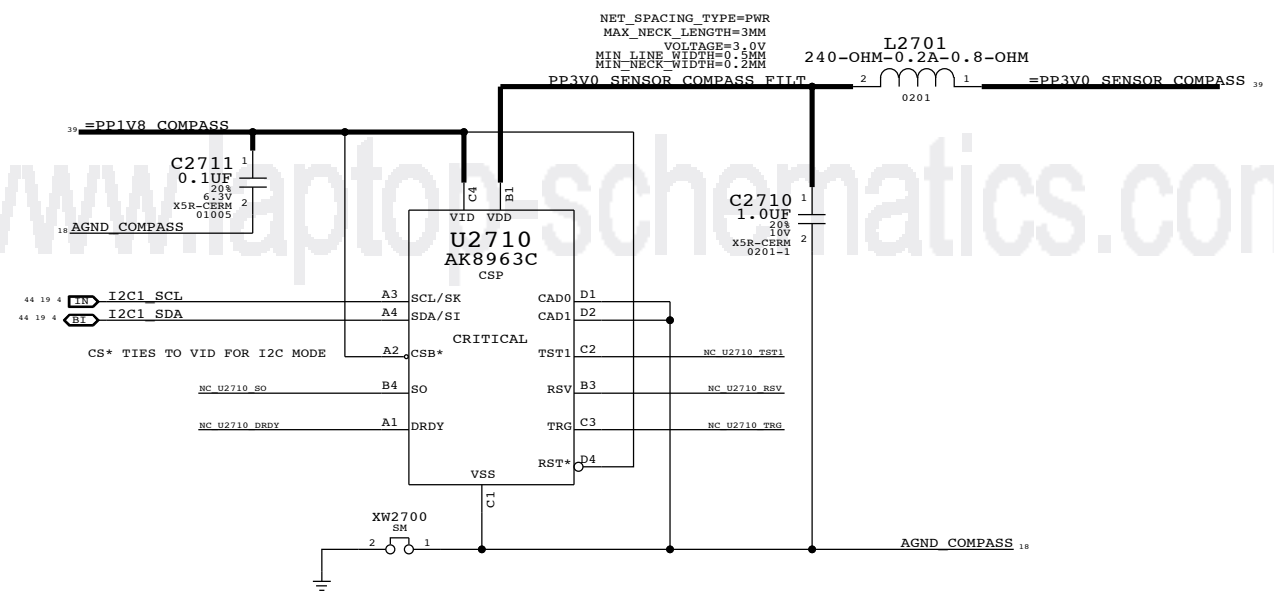 NET_SPACING_TYPE=PWR
MAX_NECK_LENGTH=3MM
VOLTAGE=3.0V
MIN_LINE_WIDTH=0.5MM
MIN_NECK_WIDTH=0.2MM
PP3V0_SENSOR_COMPASS_FILT
L2701
240-OHM-0.2A-0.8-OHM
2
1
0201
=PP3V0_SENSOR_COMPASS 39
39 =PP1V8_COMPASS
C2711
0.1UF
20%
6.3V
X5R-CERM
01005
1
2
18 AGND_COMPASS
www.laptop-schematics.com
C4
B1
VID VDD
U2710
AK8963C
CSP
C2710
1.0UF
20%
10V
X5R-CERM
0201-1
1
2
44 19 4 IN I2C1_SCL A3 SCL/SK
44 19 4 BI I2C1_SDA A4 SDA/SI
CAD0 D1
CAD1 D2
CRITICAL
CS* TIES TO VID FOR I2C MODE A2 CSB*
TST1 C2 NC_U2710_TST1
NC_U2710_SO B4 SO
RSV B3 NC_U2710_RSV
NC_U2710_DRDY A1 DRDY
TRG C3 NC_U2710_TRG
RST* D4
VSS
C1
XW2700
SM
2 1
AGND_COMPASS 18